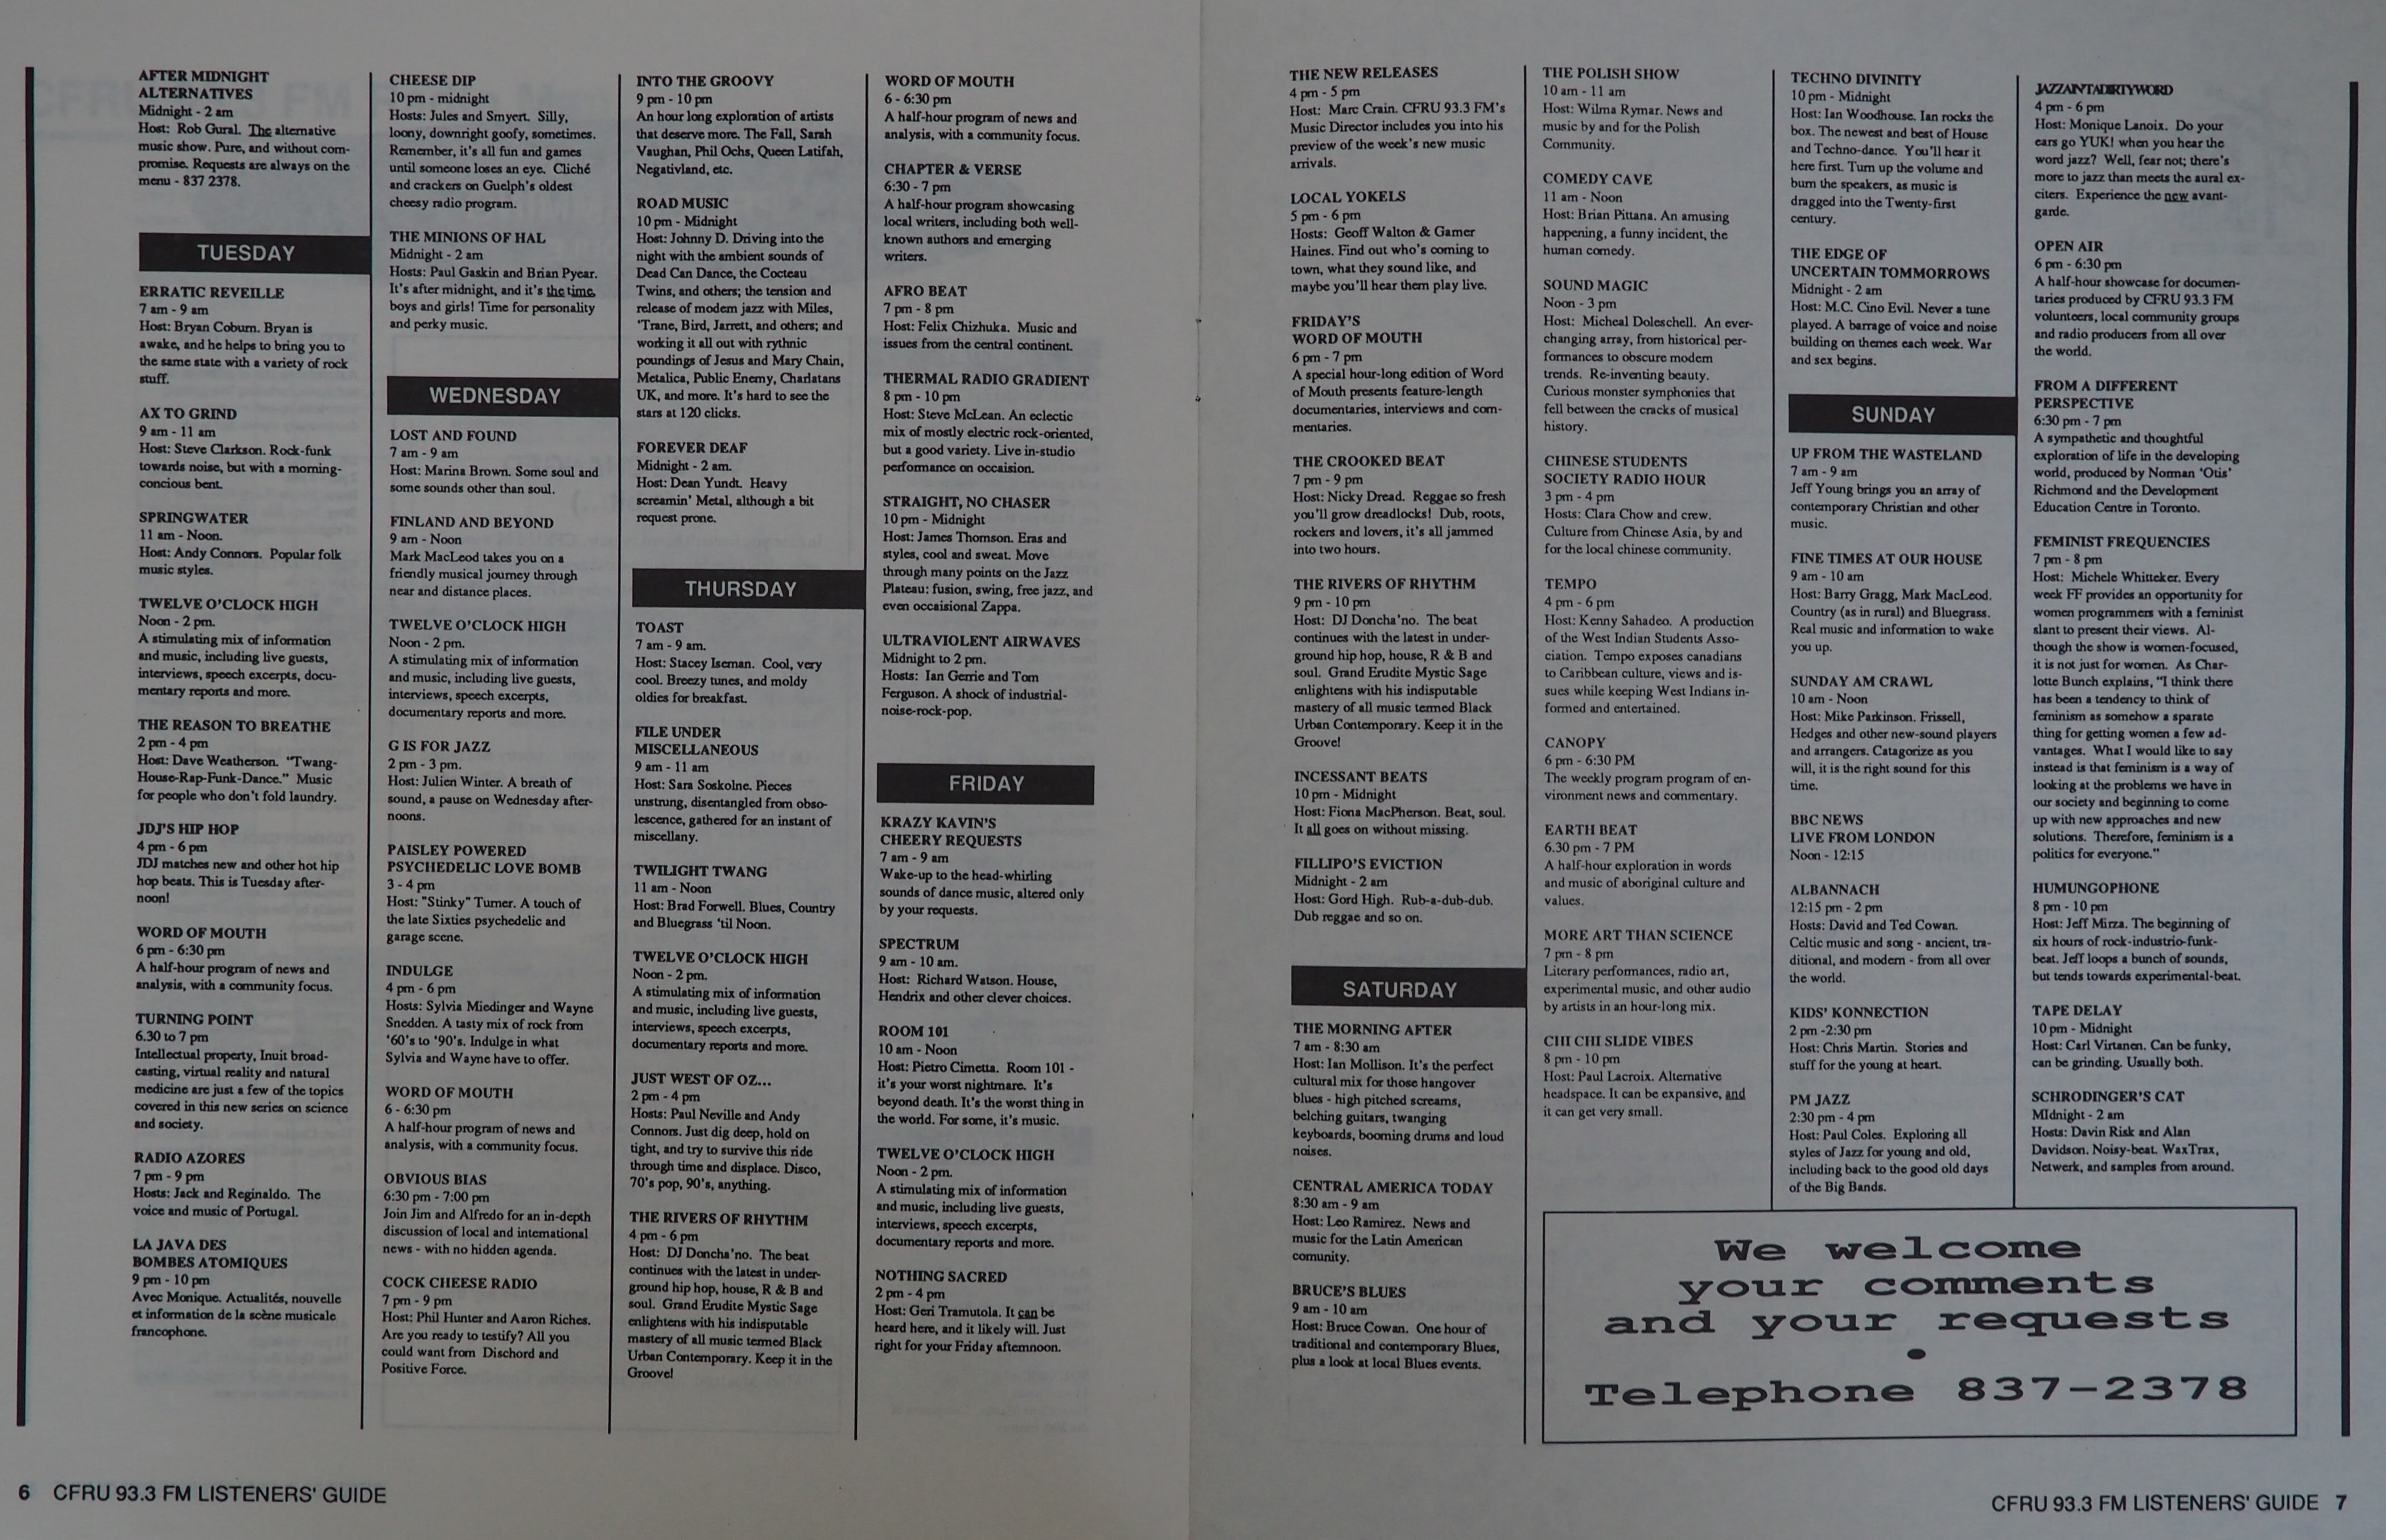 AFTER MIDNIGHT
ALTERNATIVES
Midnight - 2 am
Host: Rob Gural. The alternative
music show. Pure, and without com-
promise. Requests are always on the
menu - 837 2378.
TUESDAY
ERRATIC REVEILLE
7 am - 9 am
Host: Bryan Coburn. Bryan is
awake, and he helps to bring you to
the same state with a variety of rock
stuff.
AX TO GRIND
9 am - 11 am
Host: Steve Clarkson. Rock-funk
towards noise, but with a morning-
concious bent.
SPRINGWATER
11 am - Noon.
Host: Andy Connors. Popular folk
music styles.
TWELVE O'CLOCK HIGH
Noon - 2 pm.
A stimulating mix of information
and music, including live guests,
interviews, speech excerpts, docu-
mentary reports and more.
THE REASON TO BREATHE
2 pm - 4 pm
Host: Dave Weatherson. "Twang-
House-Rap-Funk-Dance." Music
for people who don't fold laundry.
JDJ'S HIP HOP
4 pm - 6 pm
JDJ matches new and other hot hip
hop beats. This is Tuesday after-
noon!
WORD OF MOUTH
6 pm - 6:30 pm
A half-hour program of news and
analysis, with a community focus.
TURNING POINT
6.30 to 7 pm
Intellectual property, Inuit broad-
casting, virtual reality and natural
medicine are just a few of the topics
covered in this new series on science
and society.
RADIO AZORES
7 pm - 9 pm
Hosts: Jack and Reginaldo. The
voice and music of Portugal.
LA JAVA DES
BOMBES ATOMIQUES
9 pm - 10 pm
Avec Monique. Actualités, nouvelle
et information de la scène musicale
francophone.
CHEESE DIP
10 pm - midnight
Hosts: Jules and Smyert. Silly,
loony, downright goofy, sometimes.
Remember, it's all fun and games
until someone loses an eye. Cliché
and crackers on Guelph's oldest
cheesy radio program.
THE MINIONS OF HAL
Midnight - 2 am
Hosts: Paul Gaskin and Brian Pyear.
It's after midnight, and it's the time,
boys and girls! Time for personality
and perky music.
WEDNESDAY
LOST AND FOUND
7 am - 9 am
Host: Marina Brown. Some soul and
some sounds other than soul.
FINLAND AND BEYOND
9 am - Noon
Mark MacLeod takes you on a
friendly musical journey through
near and distance places.
TWELVE O'CLOCK HIGH
Noon - 2 pm.
A stimulating mix of information
and music, including live guests,
interviews, speech excerpts,
documentary reports and more.
G IS FOR JAZZ
2 pm - 3 pm.
Host: Julien Winter. A breath of
sound, a pause on Wednesday after-
noons.
PAISLEY POWERED
PSYCHEDELIC LOVE BOMB
3 - 4 pm
Host: "Stinky" Turner. A touch of
the late Sixties psychedelic and
garage scene.
INDULGE
4 pm - 6 pm
Hosts: Sylvia Miedinger and Wayne
Snedden. A tasty mix of rock from
'60's to '90's. Indulge in what
Sylvia and Wayne have to offer.
WORD OF MOUTH
6 - 6:30 pm
A half-hour program of news and
analysis, with a community focus.
OBVIOUS BIAS
6:30 pm - 7:00 pm
Join Jim and Alfredo for an in-depth
discussion of local and international
news - with no hidden agenda.
COCK CHEESE RADIO
7 pm - 9 pm
Host: Phil Hunter and Aaron Riches.
Are you ready to testify? All you
could want from Dischord and
Positive Force.
INTO THE GROOVY
9 pm - 10 pm
An hour long exploration of artists
that deserve more. The Fall, Sarah
Vaughan, Phil Ochs, Queen Latifah,
Negativland, etc.
ROAD MUSIC
10 pm - Midnight
Host: Johnny D. Driving into the
night with the ambient sounds of
Dead Can Dance, the Cocteau
Twins, and others; the tension and
release of modern jazz with Miles,
'Trane, Bird, Jarrett, and others; and
working it all out with rythnic
poundings of Jesus and Mary Chain,
Metalica, Public Enemy, Charlatans
UK, and more. It's hard to see the
stars at 120 clicks.
FOREVER DEAF
Midnight - 2 am.
Host: Dean Yundt. Heavy
screamin' Metal, although a bit
request prone.
THURSDAY
TOAST
7 am - 9 am.
Host: Stacey Iseman. Cool, very
cool. Breezy tunes, and moldy
oldies for breakfast.
FILE UNDER
MISCELLANEOUS
9 am - 11 am
Host: Sara Soskolne. Pieces
unstrung, disentangled from obso-
lescence, gathered for an instant of
miscellany.
TWILIGHT TWANG
11 am - Noon
Host: Brad Forwell. Blues, Country
and Bluegrass 'til Noon.
TWELVE O'CLOCK HIGH
Noon - 2 pm.
A stimulating mix of information
and music, including live guests,
interviews, speech excerpts,
documentary reports and more.
JUST WEST OF OZ...
2 pm - 4 pm
Hosts: Paul Neville and Andy
Connors. Just dig deep, hold on
tight, and try to survive this ride
through time and displace. Disco,
70's pop, 90's, anything.
THE RIVERS OF RHYTHM
4 pm - 6 pm
Host: DJ Doncha'no. The beat
continues with the latest in under-
ground hip hop, house, R & B and
soul. Grand Erudite Mystic Sage
enlightens with his indisputable
mastery of all music termed Black
Urban Contemporary. Keep it in the
Groove!
WORD OF MOUTH
6 - 6:30 pm
A half-hour program of news and
analysis, with a community focus.
CHAPTER & VERSE
6:30 - 7 pm
A half-hour program showcasing
local writers, including both well-
known authors and emerging
writers.
AFRO BEAT
7 pm - 8 pm
Host: Felix Chizhuka. Music and
issues from the central continent.
THERMAL RADIO GRADIENT
8 pm - 10 pm
Host: Steve McLean. An eclectic
mix of mostly electric rock-oriented,
but a good variety. Live in-studio
performance on occaision.
STRAIGHT, NO CHASER
10 pm - Midnight
Host: James Thomson. Eras and
styles, cool and sweat. Move
through many points on the Jazz
Plateau: fusion, swing, free jazz, and
even occaisional Zappa.
ULTRAVIOLENT AIRWAVES
Midnight to 2 pm.
Hosts: Ian Gerrie and Tom
Ferguson. A shock of industrial-
noise-rock-pop.
FRIDAY
KRAZY KAVIN'S
CHEERY REQUESTS
7 am - 9 am
Wake-up to the head-whirling
sounds of dance music, altered only
by your requests.
SPECTRUM
9 am - 10 am.
Host: Richard Watson. House,
Hendrix and other clever choices.
ROOM 101
10 am - Noon
Host: Pietro Cimetta. Room 101 -
it's your worst nightmare. It's
beyond death. It's the worst thing in
the world. For some, it's music.
TWELVE O'CLOCK HIGH
Noon - 2 pm.
A stimulating mix of information
and music, including live guests,
interviews, speech excerpts,
documentary reports and more.
NOTHING SACRED
2 pm - 4 pm
Host: Geri Tramutola. It can be
heard here, and it likely will. Just
right for your Friday aftemnoon.
6 CFRU 93.3 FM LISTENERS' GUIDE
THE NEW RELEASES
4 pm - 5 pm
Host: Marc Crain. CFRU 93.3 FM's
Music Director includes you into his
preview of the week's new music
arrivals.
LOCAL YOKELS
5 pm - 6 pm
Hosts: Geoff Walton & Gamer
Haines. Find out who's coming to
town, what they sound like, and
maybe you'll hear them play live.
FRIDAY'S
WORD OF MOUTH
6 pm - 7 pm
A special hour-long edition of Word
of Mouth presents feature-length
documentaries, interviews and com-
mentaries.
THE CROOKED BEAT
7 pm - 9 pm
Host: Nicky Dread. Reggae so fresh
you'll grow dreadlocks! Dub, roots,
rockers and lovers, it's all jammed
into two hours.
THE RIVERS OF RHYTHM
9 pm - 10 pm
Host: DJ Doncha'no. The beat
continues with the latest in under-
ground hip hop, house, R & B and
soul. Grand Erudite Mystic Sage
enlightens with his indisputable
mastery of all music termed Black
Urban Contemporary. Keep it in the
Groove!
INCESSANT BEATS
10 pm - Midnight
Host: Fiona MacPherson. Beat, soul.
It all goes on without missing.
FILLIPO'S EVICTION
Midnight - 2 am
Host: Gord High. Rub-a-dub-dub.
Dub reggae and so on.
SATURDAY
THE MORNING AFTER
7 am - 8:30 am
Host: Ian Mollison. It's the perfect
cultural mix for those hangover
blues - high pitched screams,
belching guitars, twanging
keyboards, booming drums and loud
noises.
CENTRAL AMERICA TODAY
8:30 am - 9 am
Host: Leo Ramirez. News and
music for the Latin American
comunity.
BRUCE'S BLUES
9 am - 10 am
Host: Bruce Cowan. One hour of
traditional and contemporary Blues,
plus a look at local Blues events.
THE POLISH SHOW
10 am - 11 am
Host: Wilma Rymar. News and
music by and for the Polish
Community.
COMEDY CAVE
11 am - Noon
Host: Brian Pittana. An amusing
happening, a funny incident, the
human comedy.
SOUND MAGIC
Noon - 3 pm
Host: Micheal Doleschell. An ever-
changing array, from historical per-
formances to obscure modern
trends. Re-inventing beauty.
Curious monster symphonies that
fell between the cracks of musical
history.
CHINESE STUDENTS
SOCIETY RADIO HOUR
3 pm - 4 pm
Hosts: Clara Chow and crew.
Culture from Chinese Asia, by and
for the local chinese community.
TEMPO
4 pm - 6 pm
Host: Kenny Sahadeo. A production
of the West Indian Students Asso-
ciation. Tempo exposes canadians
to Caribbean culture, views and is-
sues while keeping West Indians in-
formed and entertained.
CANOPY
6 pm - 6:30 PM
The weekly program program of en-
vironment news and commentary.
EARTH BEAT
6.30 pm - 7 PM
A half-hour exploration in words
and music of aboriginal culture and
values.
MORE ART THAN SCIENCE
7 pm - 8 pm
Literary performances, radio art,
experimental music, and other audio
by artists in an hour-long mix.
CHI CHI SLIDE VIBES
8 pm - 10 pm
Host: Paul Lacroix. Alternative
headspace. It can be expansive, and
it can get very small.
TECHNO DIVINITY
10 pm - Midnight
Host: Ian Woodhouse. Ian rocks the
box. The newest and best of House
and Techno-dance. You'll hear it
here first. Turn up the volume and
burn the speakers, as music is
dragged into the Twenty-first
century.
THE EDGE OF
UNCERTAIN TOMMORROWS
Midnight - 2 am
Host: M.C. Cino Evil. Never a tune
played. A barrage of voice and noise
building on themes each week. War
and sex begins.
SUNDAY
UP FROM THE WASTELAND
7 am - 9 am
Jeff Young brings you an array of
contemporary Christian and other
music.
FINE TIMES AT OUR HOUSE
9 am - 10 am
Host: Barry Gragg, Mark MacLeod.
Country (as in rural) and Bluegrass.
Real music and information to wake
you up.
SUNDAY AM CRAWL
10 am - Noon
Host: Mike Parkinson. Frissell,
Hedges and other new-sound players
and arrangers. Catagorize as you
will, it is the right sound for this
time.
BBC NEWS
LIVE FROM LONDON
Noon - 12:15
ALBANNACH
12:15 pm - 2 pm
Hosts: David and Ted Cowan.
Celtic music and song - ancient, tra-
ditional, and modern - from all over
the world.
KIDS' KONNECTION
2 pm -2:30 pm
Host: Chris Martin. Stories and
stuff for the young at heart.
PM JAZZ
2:30 pm - 4 pm
Host: Paul Coles. Exploring all
styles of Jazz for young and old,
including back to the good old days
of the Big Bands.
JAZZAINTADIRTYWORD
4 pm - 6 pm
Host: Monique Lanoix. Do your
ears go YUK! when you hear the
word jazz? Well, fear not; there's
more to jazz than meets the aural ex-
citers. Experience the new avant-
garde.
OPEN AIR
6 pm - 6:30 pm
A half-hour showcase for documen-
taries produced by CFRU 93.3 FM
volunteers, local community groups
and radio producers from all over
the world.
FROM A DIFFERENT
PERSPECTIVE
6:30 pm - 7 pm
A sympathetic and thoughtful
exploration of life in the developing
world, produced by Norman 'Otis'
Richmond and the Development
Education Centre in Toronto.
FEMINIST FREQUENCIES
7 pm - 8 pm
Host: Michele Whitteker. Every
week FF provides an opportunity for
women programmers with a feminist
slant to present their views. Al-
though the show is women-focused,
it is not just for women. As Char-
lotte Bunch explains, "I think there
has been a tendency to think of
feminism as somehow a sparate
thing for getting women a few ad-
vantages. What I would like to say
instead is that feminism is a way of
looking at the problems we have in
our society and beginning to come
up with new approaches and new
solutions. Therefore, feminism is a
politics for everyone."
HUMUNGOPHONE
8 pm - 10 pm
Host: Jeff Mirza. The beginning of
six hours of rock-industrio-funk-
beat. Jeff loops a bunch of sounds,
but tends towards experimental-beat.
TAPE DELAY
10 pm - Midnight
Host: Carl Virtanen. Can be funky,
can be grinding. Usually both.
SCHRODINGER'S CAT
MIdnight - 2 am
Hosts: Davin Risk and Alan
Davidson. Noisy-beat. WaxTrax,
Netwerk, and samples from around.
We welcome
your comments
and your requests
•
Telephone 837-2378
CFRU 93.3 FM LISTENERS' GUIDE 7